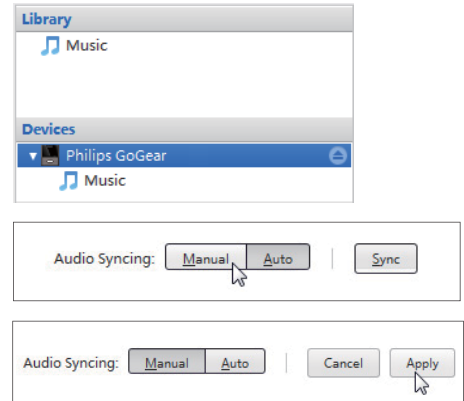 Library
Music
Devices
Philips GoGear
Music
Audio Syncing: Manual Auto Sync
Audio Syncing: Manual Auto Cancel Apply